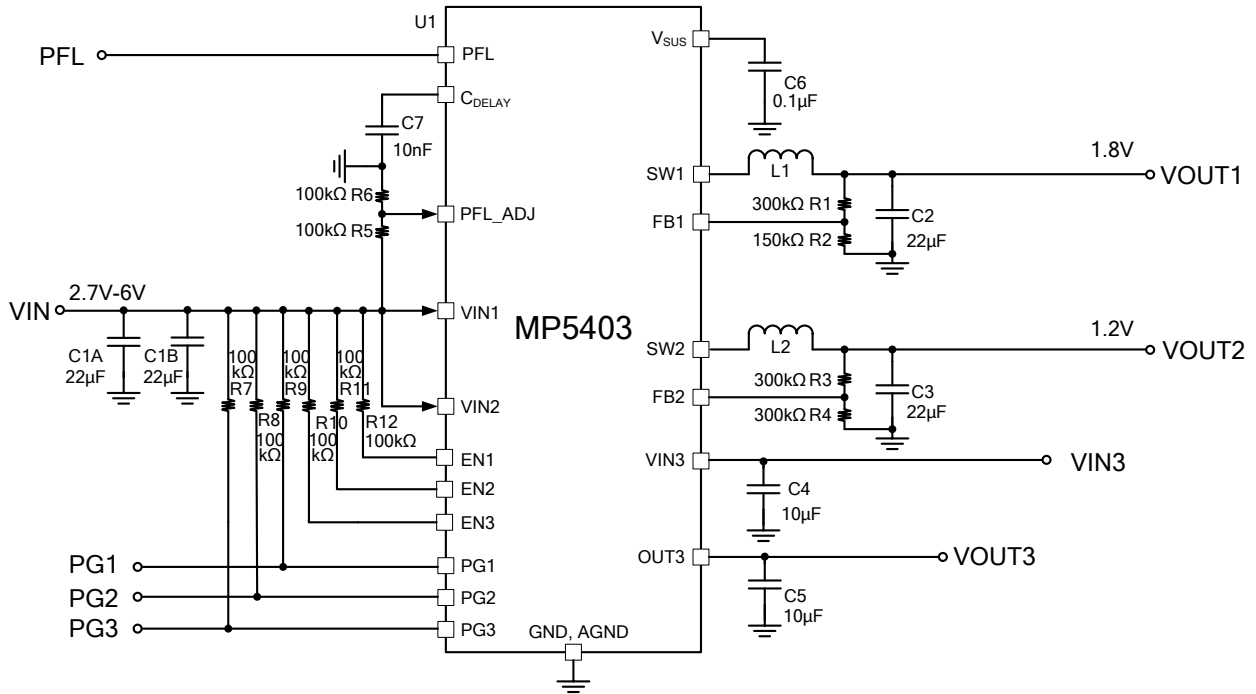 U1
PFL
PFL
C_DELAY
C7
10nF
100kΩ R6
100kΩ R5
PFL_ADJ
VIN
2.7V-6V
VIN1
C1A
22µF
C1B
22µF
100
kΩ
R7
R8
100
kΩ
100
kΩ
R9
R10
100
kΩ
100
kΩ
R11
R12
100kΩ
VIN2
EN1
EN2
EN3
PG1
PG1
PG2
PG2
PG3
PG3
MP5403
GND, AGND
V_SUS
C6
0.1µF
SW1
L1
1.8V
VOUT1
300kΩ R1
FB1
150kΩ R2
C2
22µF
SW2
L2
1.2V
VOUT2
300kΩ R3
FB2
300kΩ R4
C3
22µF
VIN3
VIN3
C4
10µF
OUT3
VOUT3
C5
10µF